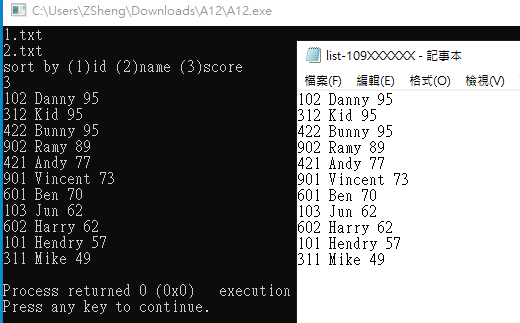 C:\Users\ZSheng\Downloads\A12\A12.exe
1.txt
2.txt
sort by (1)id (2)name (3)score
3
102 Danny 95
312 Kid 95
422 Bunny 95
902 Ramy 89
421 Andy 77
901 Vincent 73
601 Ben 70
103 Jun 62
602 Harry 62
101 Hendry 57
311 Mike 49
Process returned 0 (0x0)   execution
Press any key to continue.
list-109XXXXXX - 記事本
檔案(F) 編輯(E) 格式(O) 檢視(V)
102 Danny 95
312 Kid 95
422 Bunny 95
902 Ramy 89
421 Andy 77
901 Vincent 73
601 Ben 70
103 Jun 62
602 Harry 62
101 Hendry 57
311 Mike 49